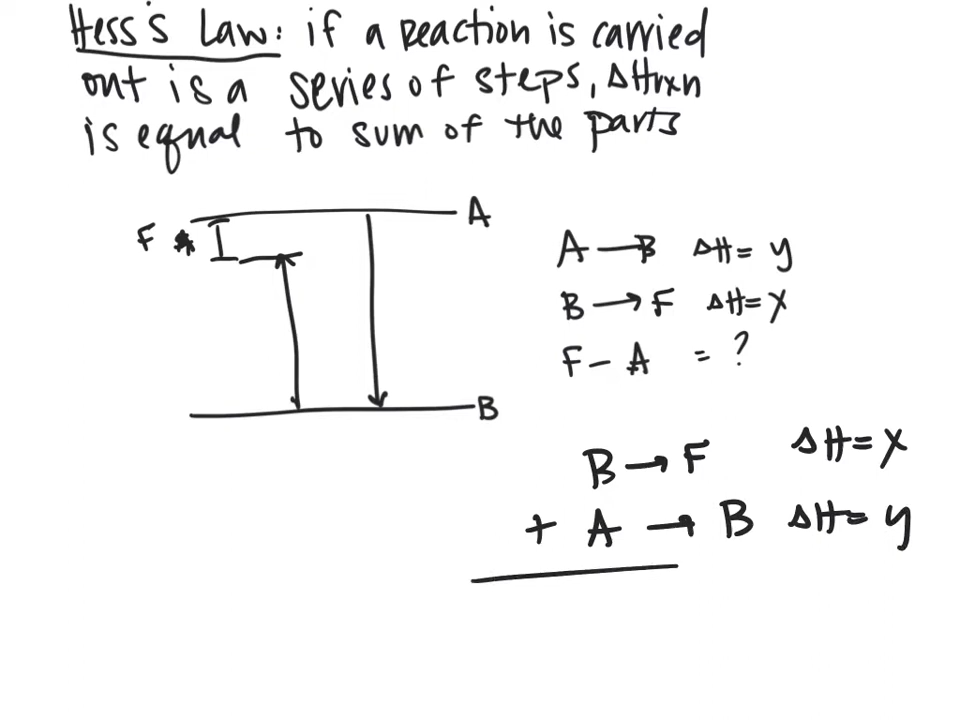 Hess's Law: if a reaction is carried
out is a series of steps, ΔHrxn
is equal to sum of the parts
A
F
B
A → B ΔH = y
B → F ΔH = x
F - A = ?
B → F ΔH = x
+ A → B ΔH = y